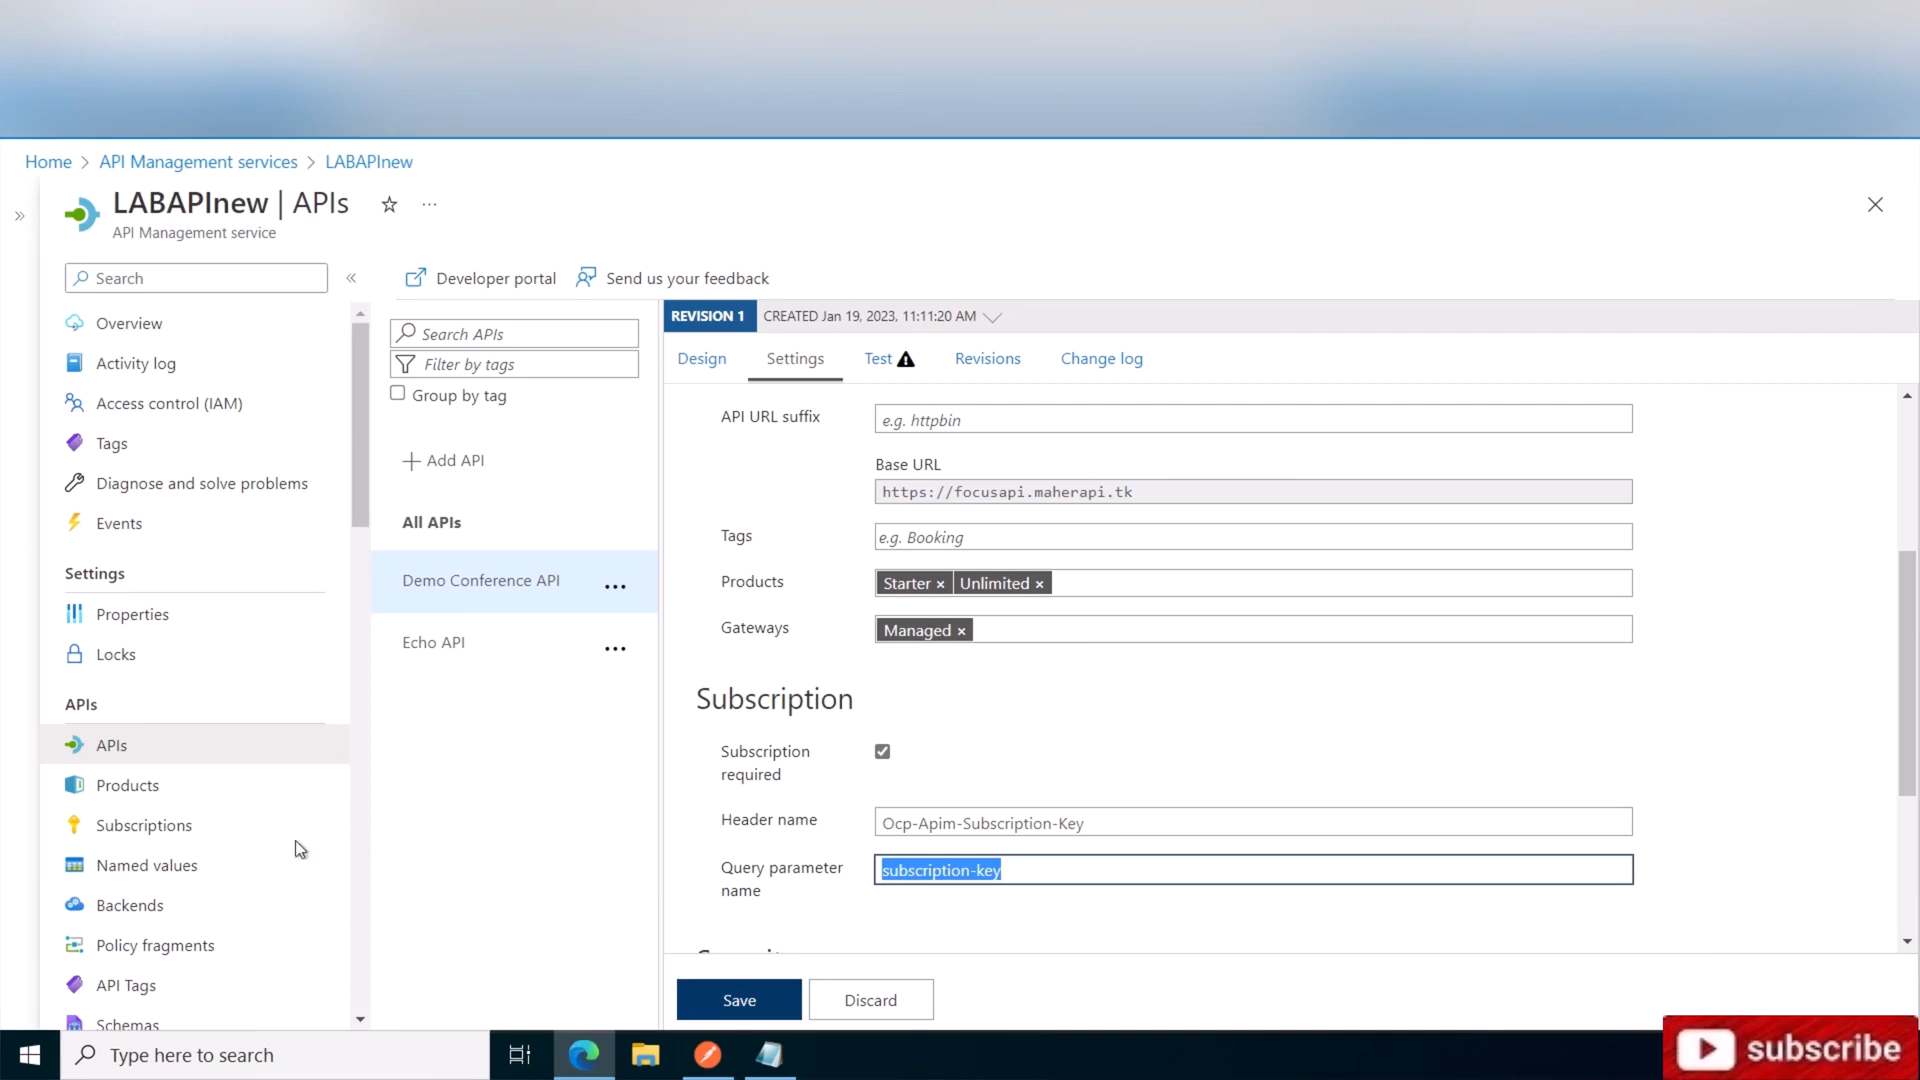 Home > API Management services > LABAPInew
LABAPInew | APIs
API Management service
Search
Developer portal
Send us your feedback
Overview
Activity log
Access control (IAM)
Tags
Diagnose and solve problems
Events
Settings
Properties
Locks
APIs
APIs
Products
Subscriptions
Named values
Backends
Policy fragments
API Tags
Schemas
Search APIs
Filter by tags
Group by tag
Add API
All APIs
Demo Conference API
Echo API
REVISION 1 CREATED Jan 19, 2023, 11:11:20 AM
Design Settings Test Revisions Change log
API URL suffix e.g. httpbin
Base URL
https://focusapi.maherapi.tk
Tags e.g. Booking
Products Starter × Unlimited ×
Gateways Managed ×
Subscription
Subscription
required
Header name Ocp-Apim-Subscription-Key
Query parameter subscription-key
name
Save Discard
Type here to search
subscribe